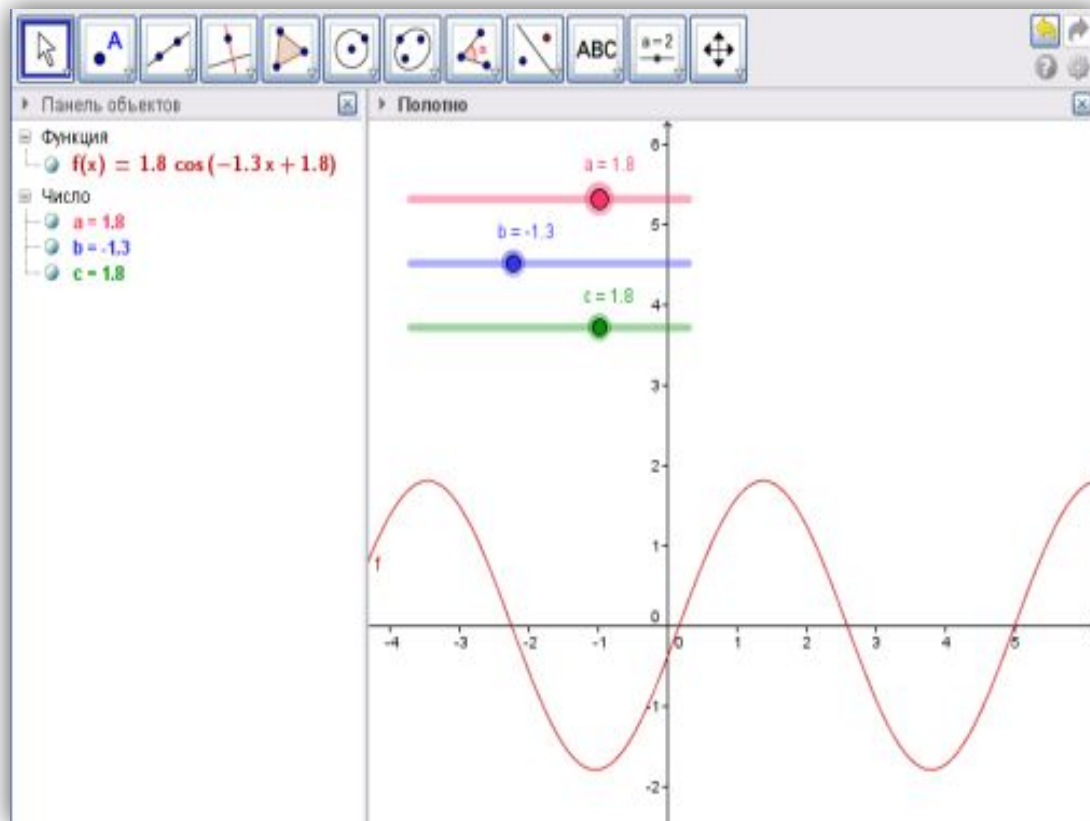 A
ABC
a=2
Панель объектов
Полотно
Функция
f(x) = 1.8 cos(−1.3 x + 1.8)
Число
a = 1.8
b = -1.3
c = 1.8
a = 1.8
b = -1.3
c = 1.8
6
5
4
3
2
1
0
-1
-2
-4 -3 -2 -1 0 1 2 3 4 5
f